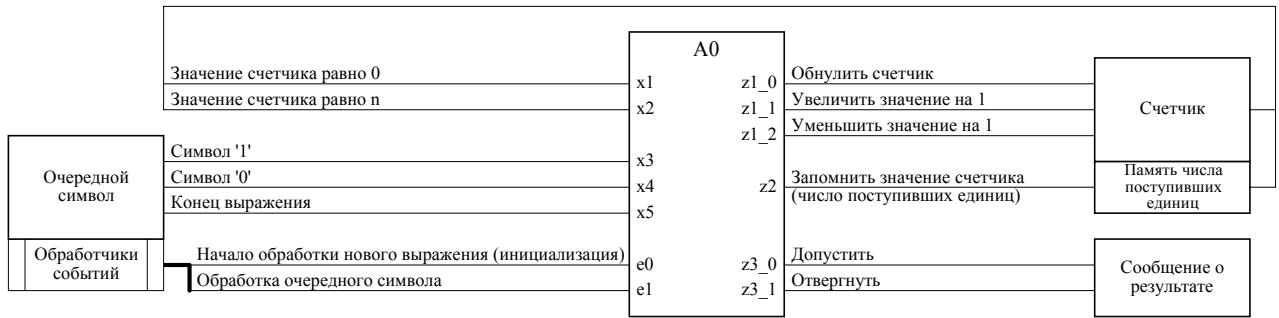 A0
Значение счетчика равно 0
x1
z1_0
Обнулить счетчик
Значение счетчика равно n
x2
z1_1
Увеличить значение на 1
Счетчик
z1_2
Уменьшить значение на 1
Очередной
символ
Символ '1'
x3
Символ '0'
x4
z2
Запомнить значение счетчика
(число поступивших единиц)
Память числа
поступивших
единиц
Конец выражения
x5
Обработчики
событий
Начало обработки нового выражения (инициализация)
e0
z3_0
Допустить
Обработка очередного символа
e1
z3_1
Отвергнуть
Сообщение о
результате